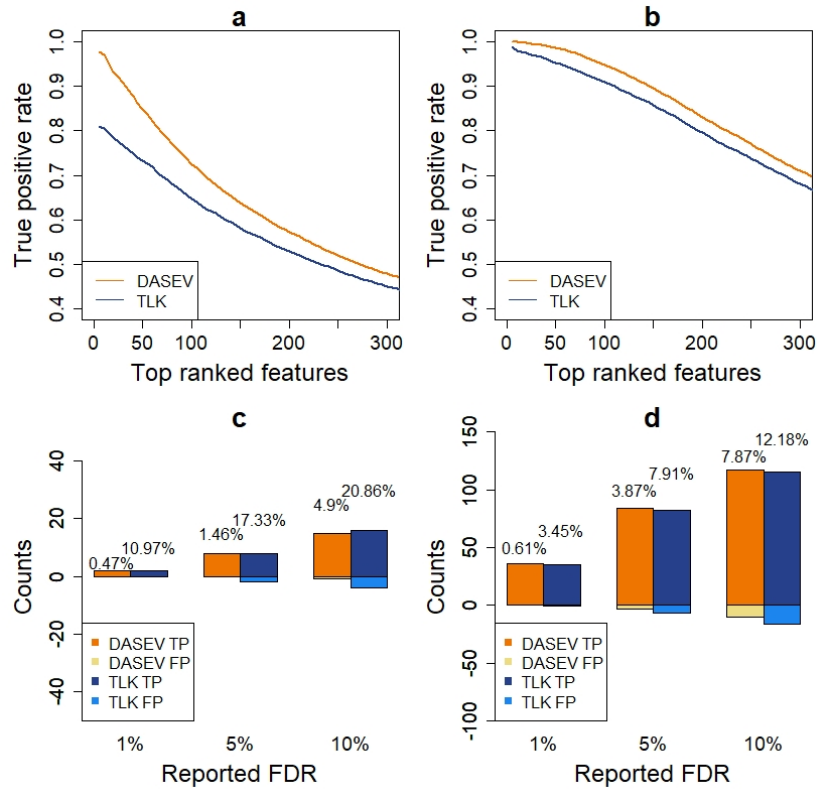 a
True positive rate
1.0
0.9
0.8
0.7
0.6
0.5
0.4
DASEV
TLK
0 50 100 200 300
Top ranked features
b
True positive rate
1.0
0.9
0.8
0.7
0.6
0.5
0.4
DASEV
TLK
0 50 100 200 300
Top ranked features
c
Counts
40
20
0
-20
-40
0.47%
10.97%
1.46%
17.33%
4.9%
20.86%
DASEV TP
DASEV FP
TLK TP
TLK FP
1% 5% 10%
Reported FDR
d
Counts
150
100
50
0
-50
-100
0.61%
3.45%
3.87%
7.91%
7.87%
12.18%
DASEV TP
DASEV FP
TLK TP
TLK FP
1% 5% 10%
Reported FDR